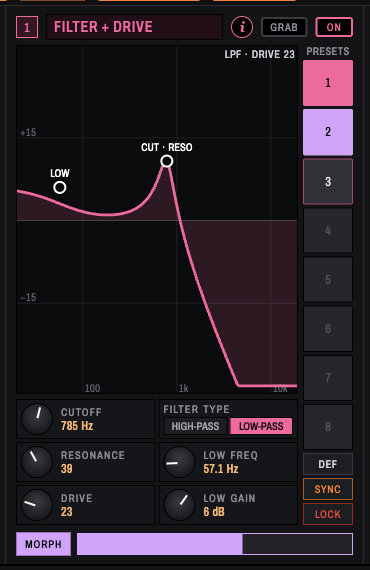 1 FILTER + DRIVE i GRAB ON
LPF · DRIVE 23 PRESETS
1
+15
2
CUT · RESO
LOW
3
4
5
-15
6
7
100 1k 10k
8
CUTOFF
785 Hz
FILTER TYPE
HIGH-PASS LOW-PASS
RESONANCE
39
LOW FREQ
57.1 Hz
DEF
DRIVE
23
LOW GAIN
6 dB
SYNC
LOCK
MORPH